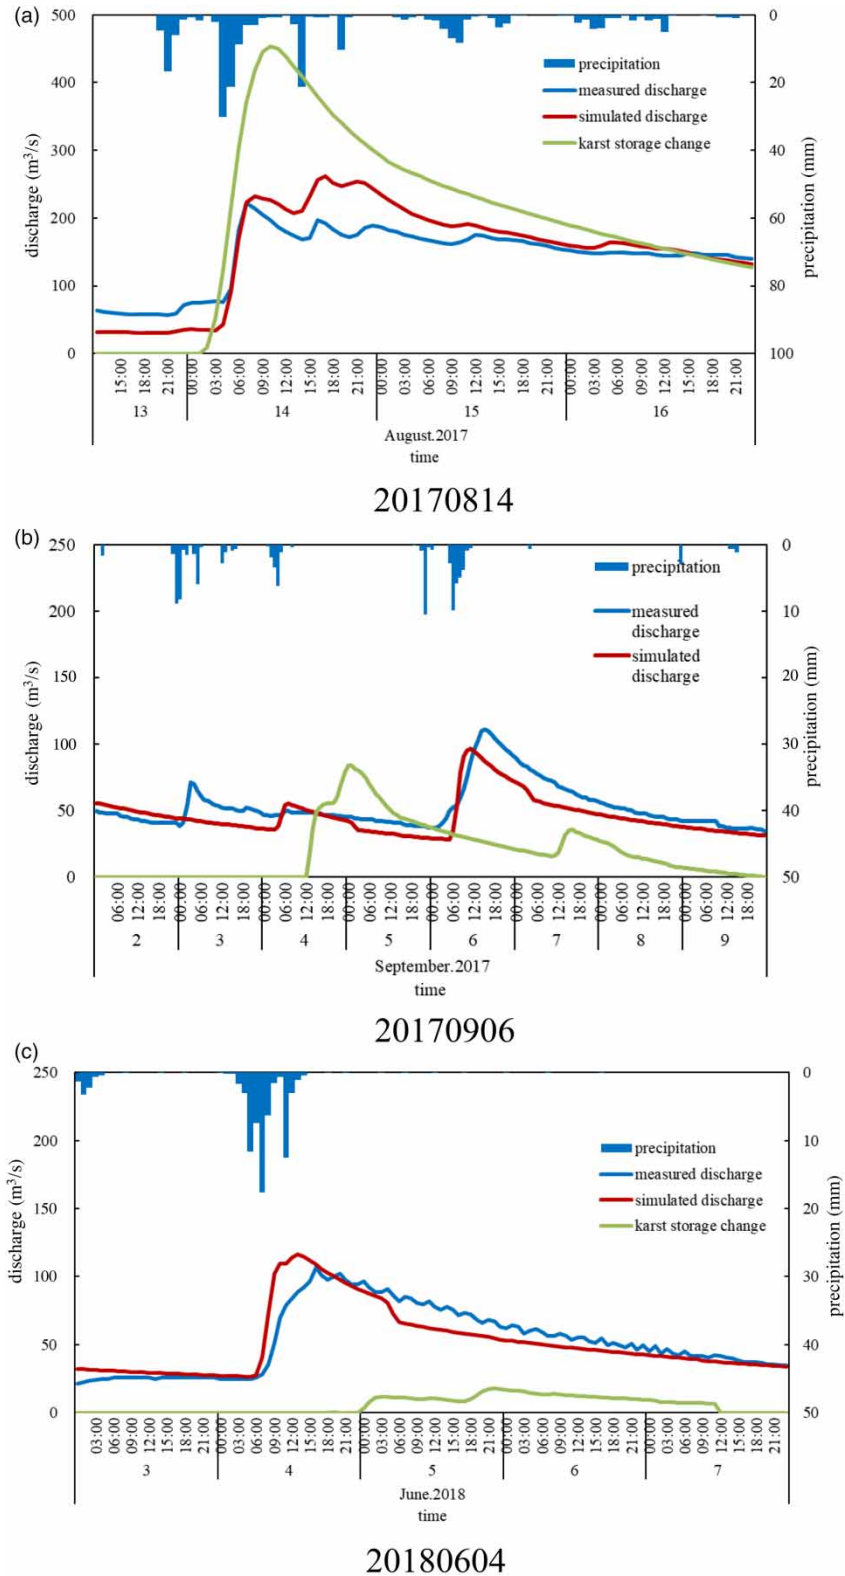 (a)
500
400
300
200
100
0
discharge (m³/s)
0
20
40
60
80
100
precipitation (mm)
precipitation
measured discharge
simulated discharge
karst storage change
15:00 18:00 21:00 00:00 03:00 06:00 09:00 12:00 15:00 18:00 21:00 00:00 03:00 06:00 09:00 12:00 15:00 18:00 21:00 00:00 03:00 06:00 09:00 12:00 15:00 18:00 21:00
13 14 15 16
August.2017
time
20170814
(b)
250
200
150
100
50
0
discharge (m³/s)
0
10
20
30
40
50
precipitation (mm)
precipitation
measured
discharge
simulated
discharge
06:00 12:00 18:00 00:00 06:00 12:00 18:00 00:00 06:00 12:00 18:00 00:00 06:00 12:00 18:00 00:00 06:00 12:00 18:00 00:00 06:00 12:00 18:00 00:00 06:00 12:00 18:00 00:00 06:00 12:00 18:00
2 3 4 5 6 7 8 9
September.2017
time
20170906
(c)
250
200
150
100
50
0
discharge (m³/s)
0
10
20
30
40
50
precipitation (mm)
precipitation
measured discharge
simulated discharge
karst storage change
03:00 06:00 09:00 12:00 15:00 18:00 21:00 00:00 03:00 06:00 09:00 12:00 15:00 18:00 21:00 00:00 03:00 06:00 09:00 12:00 15:00 18:00 21:00 00:00 03:00 06:00 09:00 12:00 15:00 18:00 21:00 00:00 03:00 06:00 09:00 12:00 15:00 18:00 21:00
3 4 5 6 7
June.2018
time
20180604